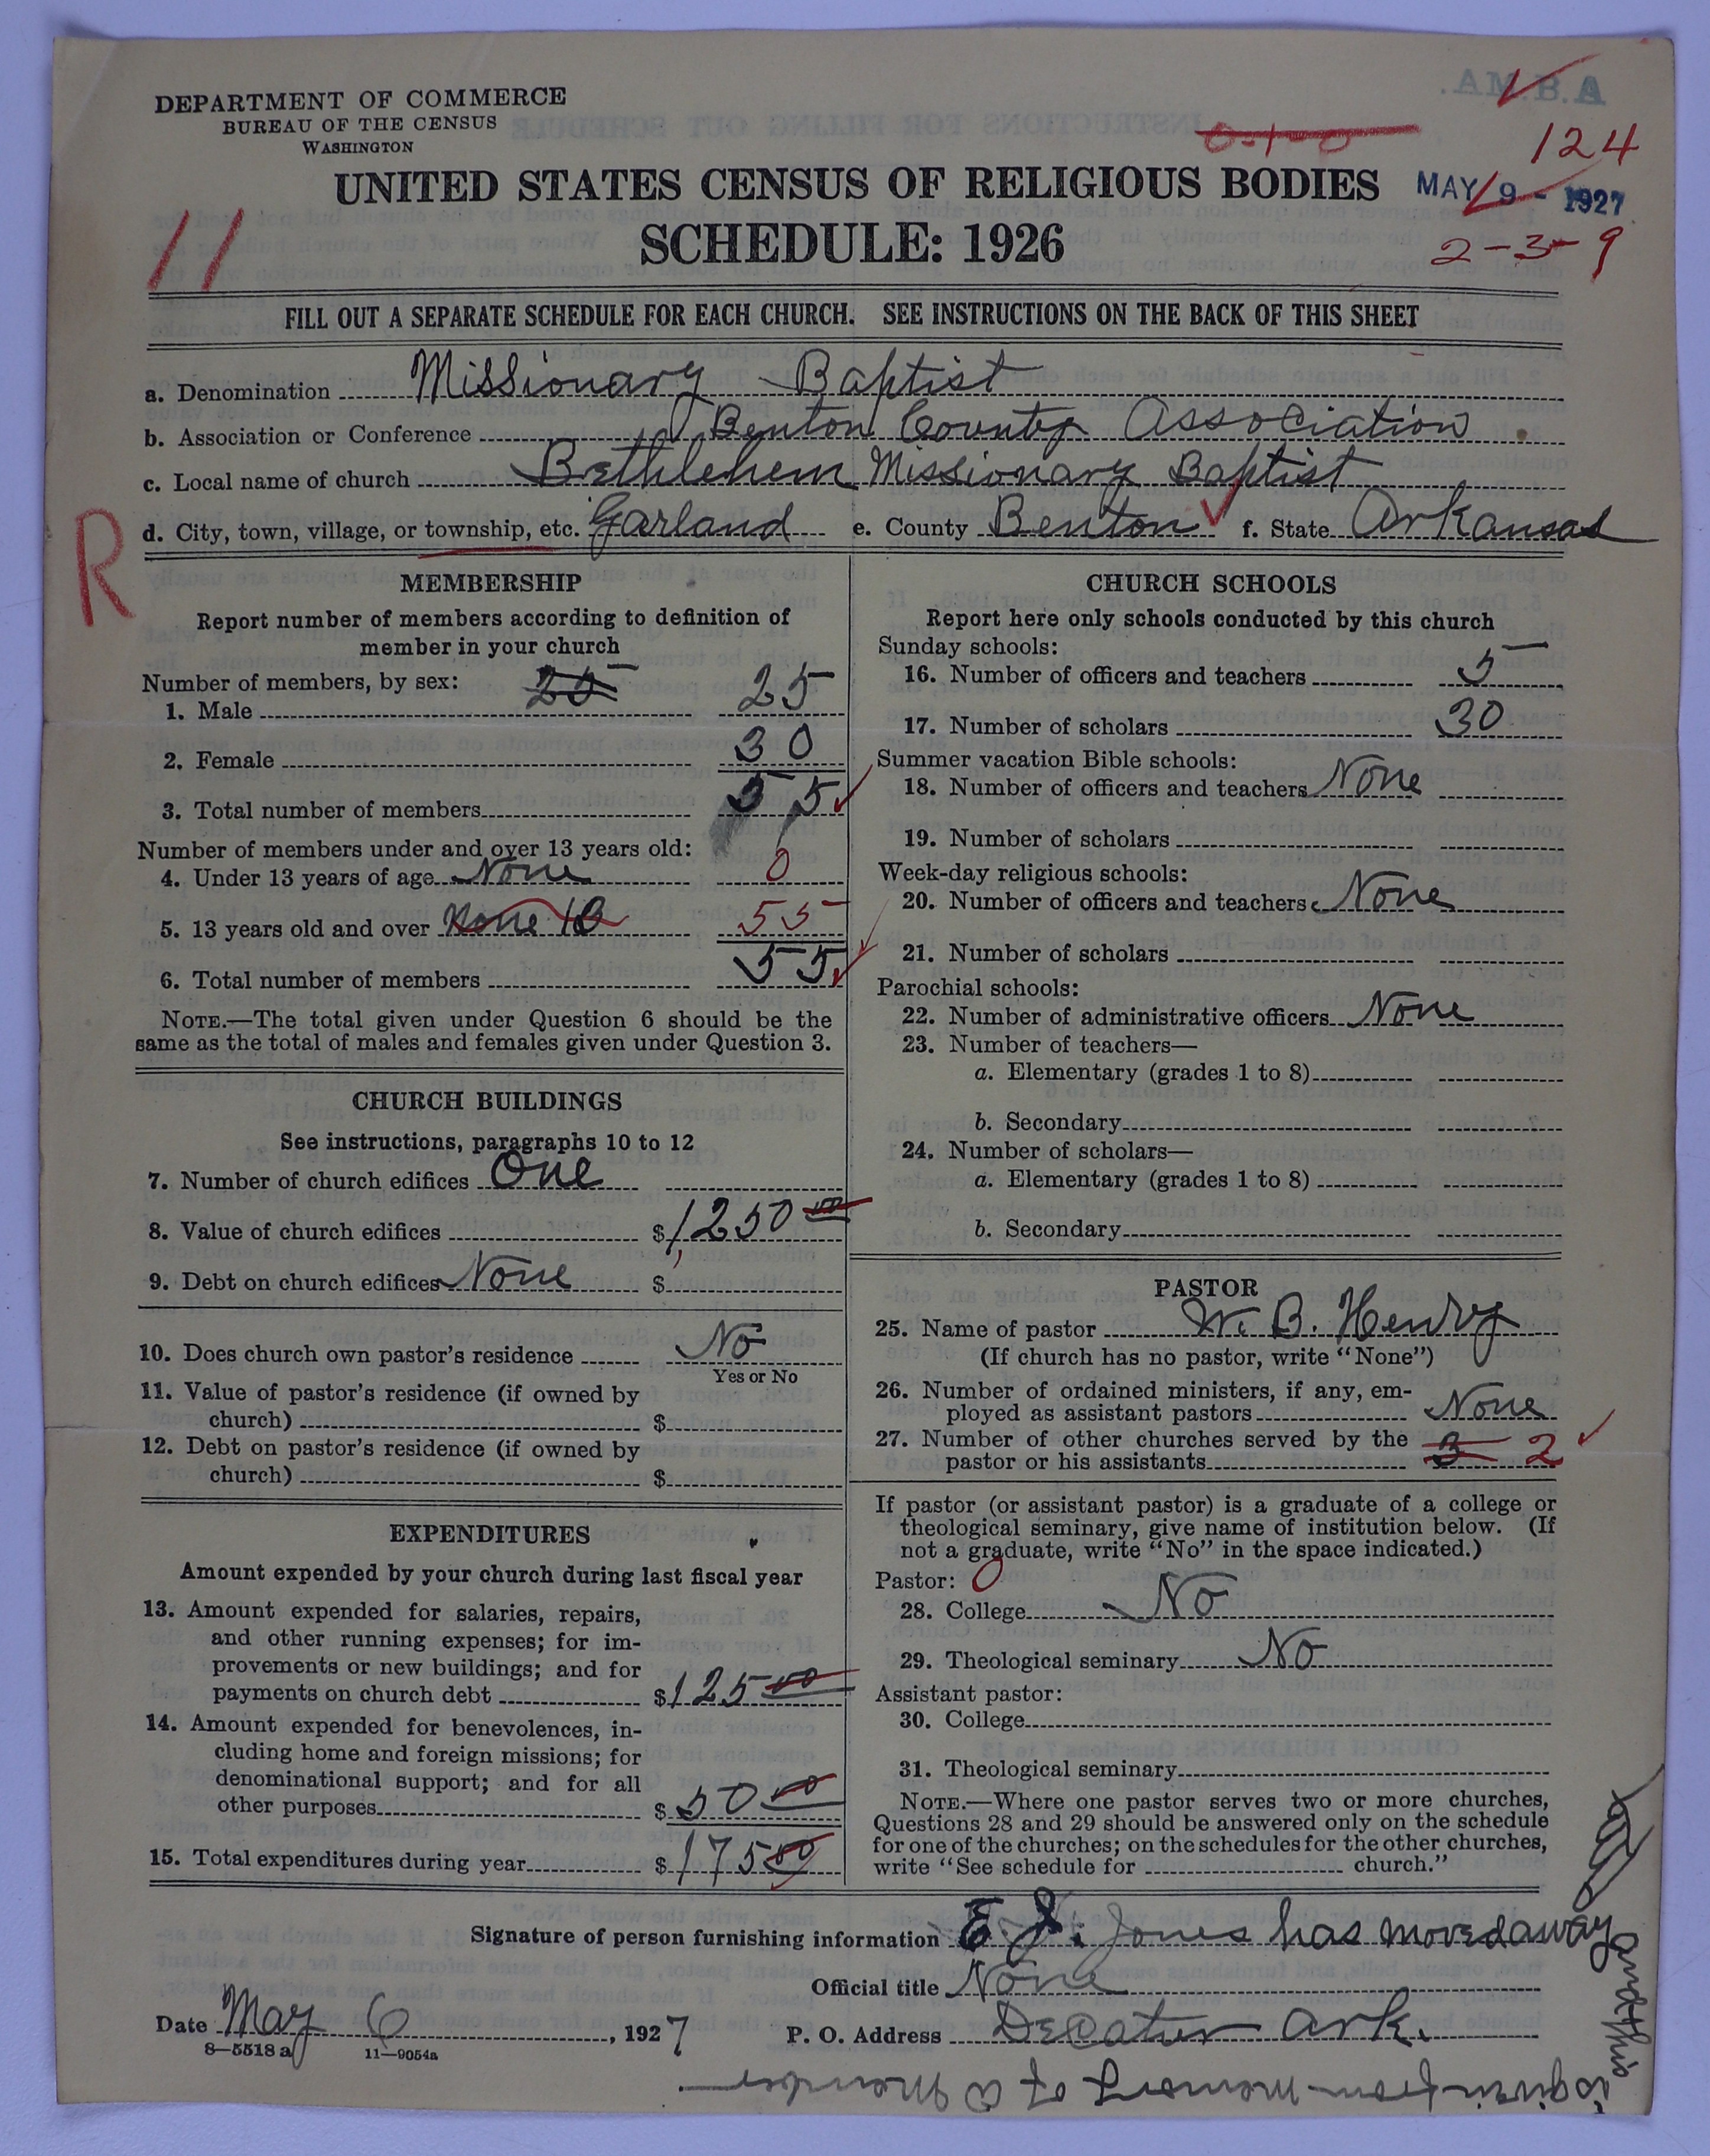 A.B.MA.
DEPARTMENT OF COMMERCE
BUREAU OF THE CENSUS
WASHINGTON
0-1-0
124
UNITED STATES CENSUS OF RELIGIOUS BODIES
MAY 9 - 1927
11
SCHEDULE: 1926
2-3-9
FILL OUT A SEPARATE SCHEDULE FOR EACH CHURCH. SEE INSTRUCTIONS ON THE BACK OF THIS SHEET
a. Denomination Missionary Baptist
b. Association or Conference Benton County Association
c. Local name of church Bethlehem Missionary Baptist
d. City, town, village, or township, etc. Garland e. County Benton f. State Arkansas
R
MEMBERSHIP
Report number of members according to definition of
member in your church
Number of members, by sex: 25
1. Male 25
2. Female 30
3. Total number of members 55
Number of members under and over 13 years old:
4. Under 13 years of age None 0
5. 13 years old and over None 10 55
6. Total number of members 55
NOTE.—The total given under Question 6 should be the
same as the total of males and females given under Question 3.
CHURCH BUILDINGS
See instructions, paragraphs 10 to 12
7. Number of church edifices One
8. Value of church edifices $1,250 00
9. Debt on church edifices None $
10. Does church own pastor's residence No
Yes or No
11. Value of pastor's residence (if owned by
church) $
12. Debt on pastor's residence (if owned by
church) $
EXPENDITURES
Amount expended by your church during last fiscal year
13. Amount expended for salaries, repairs,
and other running expenses; for im-
provements or new buildings; and for
payments on church debt $125 00
14. Amount expended for benevolences, in-
cluding home and foreign missions; for
denominational support; and for all
other purposes $50 00
15. Total expenditures during year $175 00
CHURCH SCHOOLS
Report here only schools conducted by this church
Sunday schools:
16. Number of officers and teachers 5
17. Number of scholars 30
Summer vacation Bible schools:
18. Number of officers and teachers None
19. Number of scholars
Week-day religious schools:
20. Number of officers and teachers None
21. Number of scholars
Parochial schools:
22. Number of administrative officers None
23. Number of teachers—
a. Elementary (grades 1 to 8)
b. Secondary
24. Number of scholars—
a. Elementary (grades 1 to 8)
b. Secondary
PASTOR
25. Name of pastor W. B. Henry
(If church has no pastor, write "None")
26. Number of ordained ministers, if any, em-
ployed as assistant pastors None
27. Number of other churches served by the
pastor or his assistants 3 2
If pastor (or assistant pastor) is a graduate of a college or
theological seminary, give name of institution below. (If
not a graduate, write "No" in the space indicated.)
Pastor: 0
28. College No
29. Theological seminary No
Assistant pastor:
30. College
31. Theological seminary
NOTE.—Where one pastor serves two or more churches,
Questions 28 and 29 should be answered only on the schedule
for one of the churches; on the schedules for the other churches,
write "See schedule for church."
Signature of person furnishing information E. J. Jones has moved away
and this
is given from memory of a member
Official title None
Date May 6, 1927
P. O. Address Decatur Ark.
8—5518 a 11—9054a